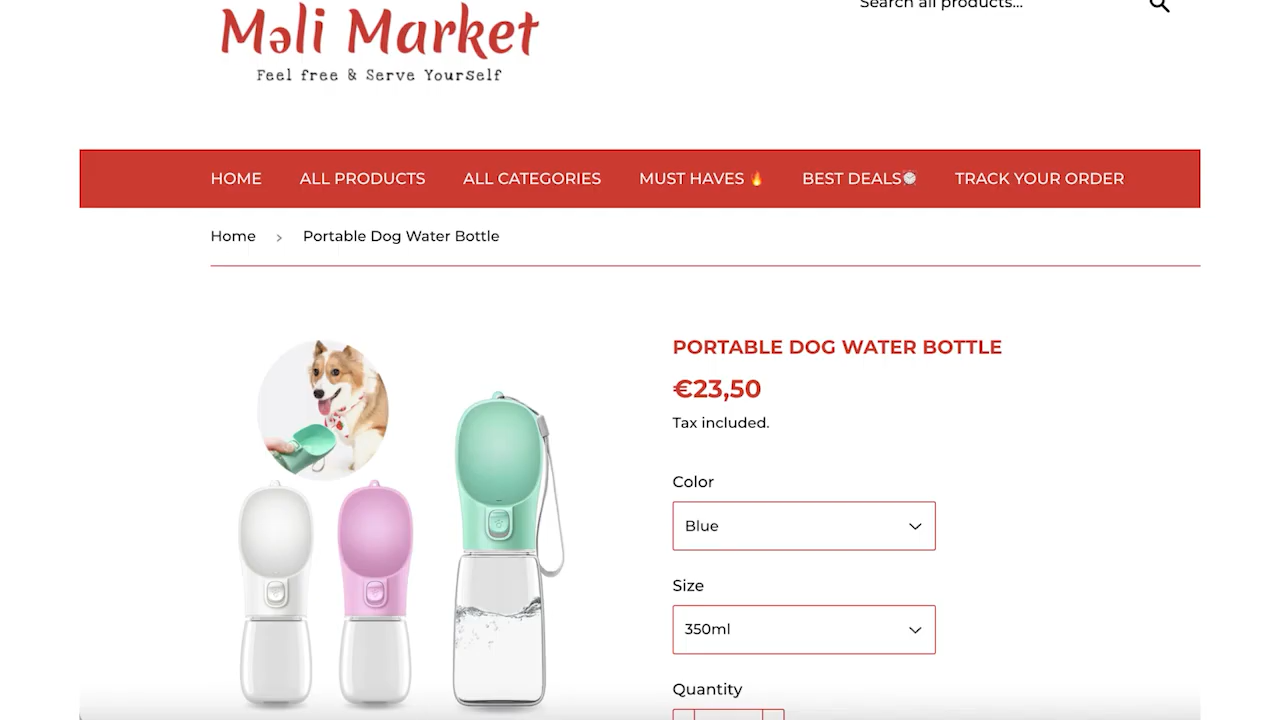 Search all products...
Məli Market
Feel free & Serve Yourself
HOME ALL PRODUCTS ALL CATEGORIES MUST HAVES 🔥 BEST DEALS⏰ TRACK YOUR ORDER
Home › Portable Dog Water Bottle
PORTABLE DOG WATER BOTTLE
€23,50
Tax included.
Color
Blue
Size
350ml
Quantity